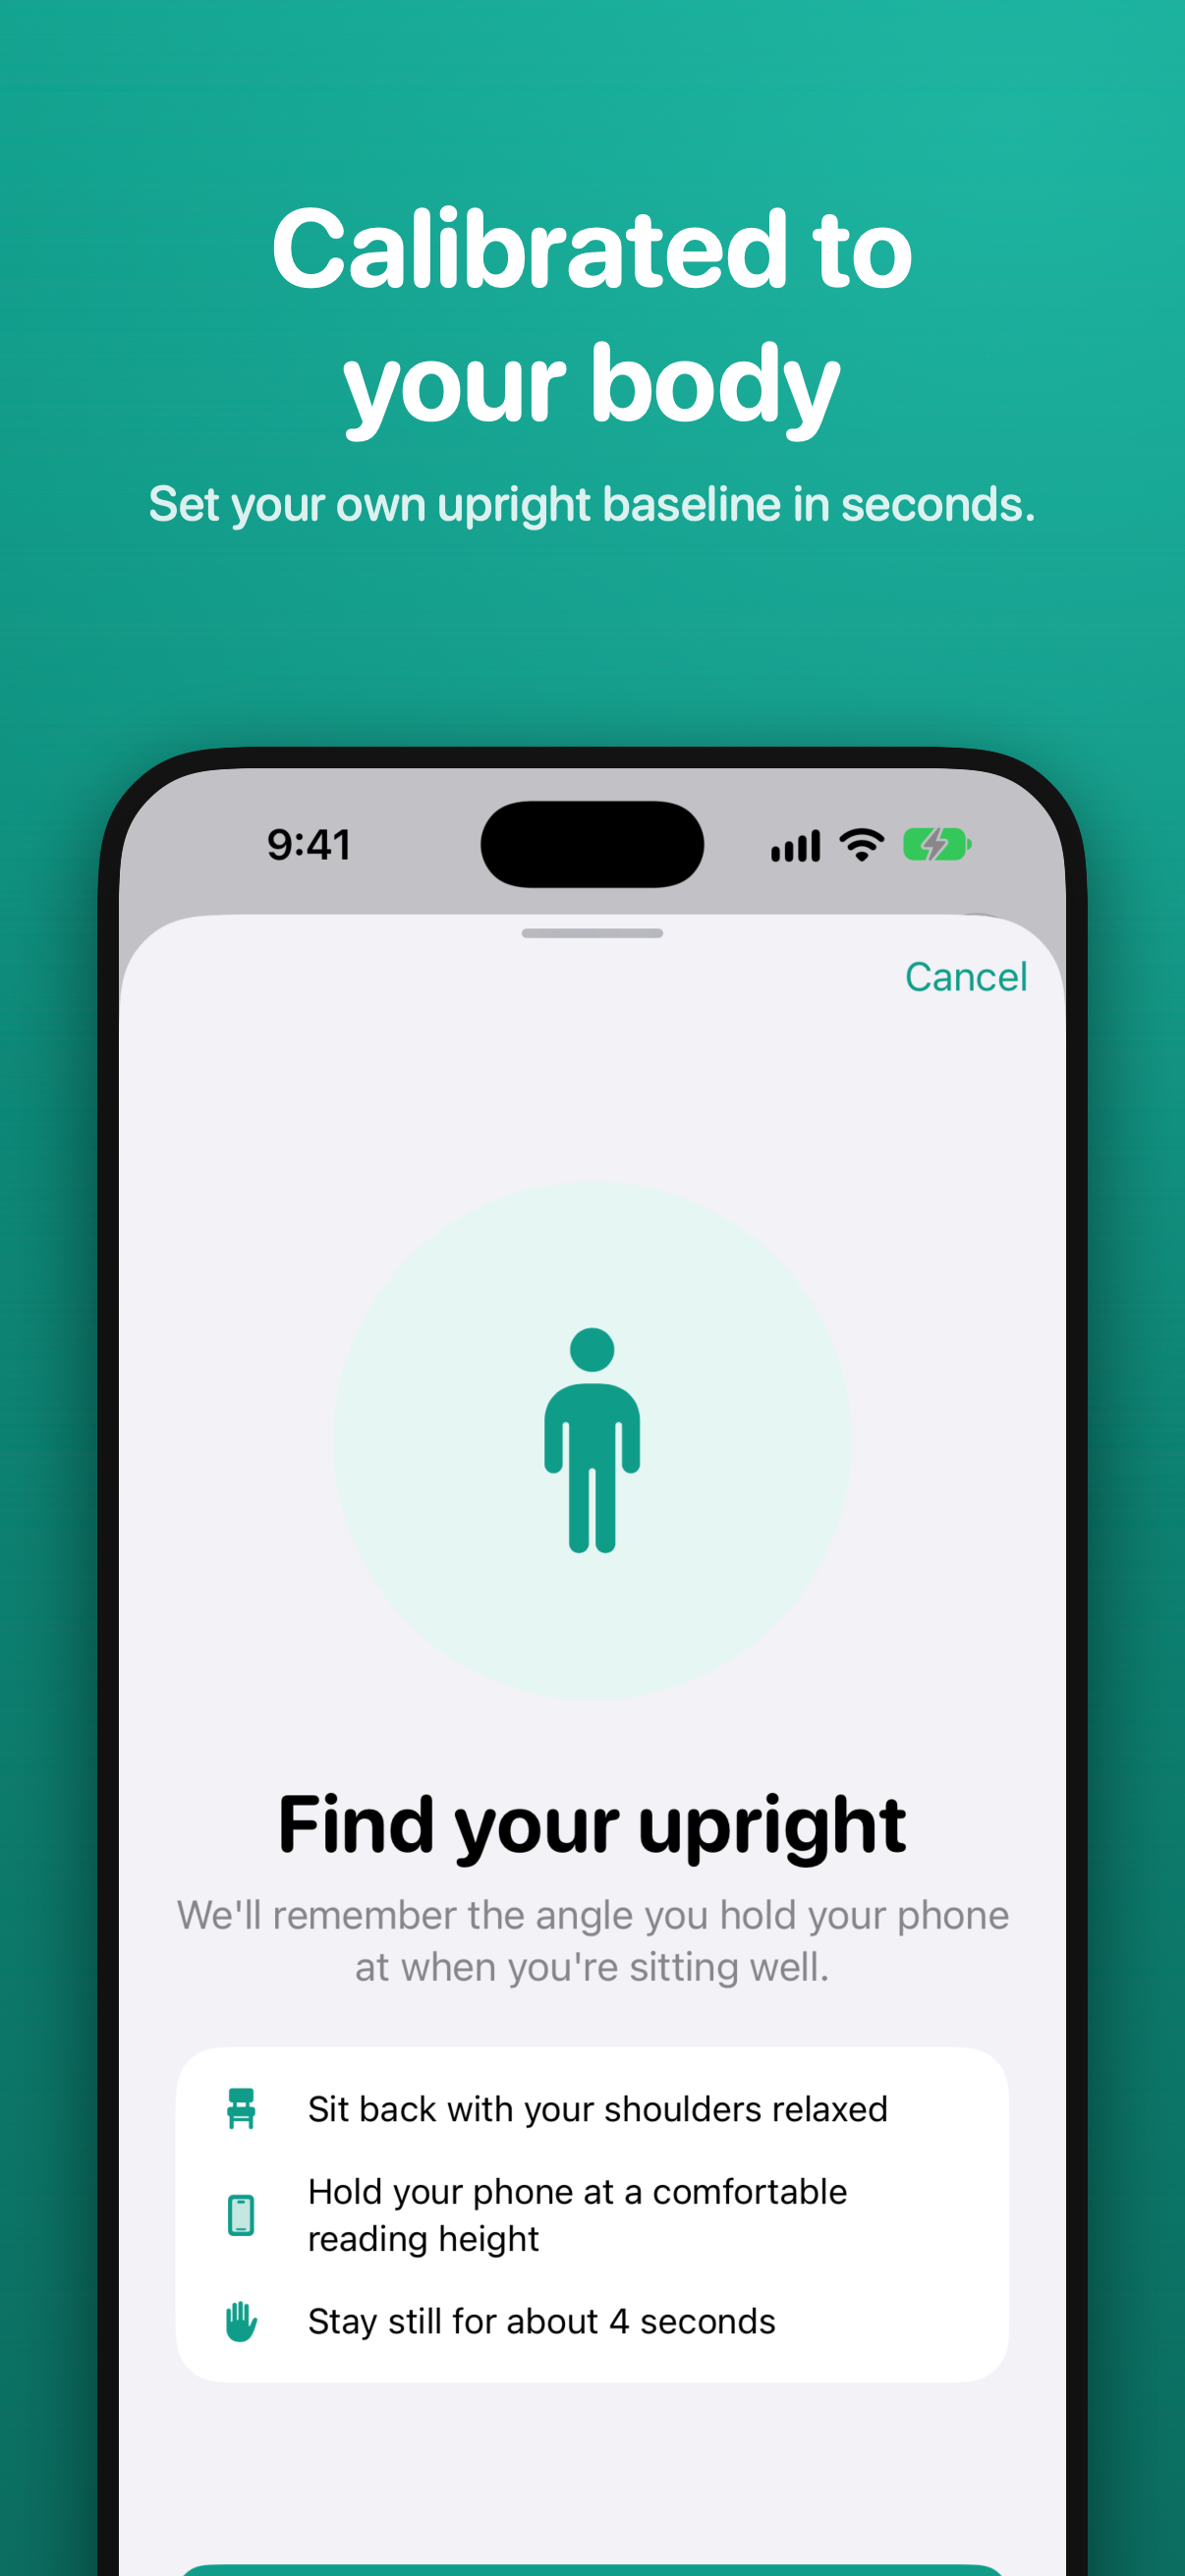 Calibrated to
your body
Set your own upright baseline in seconds.
9:41
Cancel
Find your upright
We'll remember the angle you hold your phone
at when you're sitting well.
Sit back with your shoulders relaxed
Hold your phone at a comfortable
reading height
Stay still for about 4 seconds